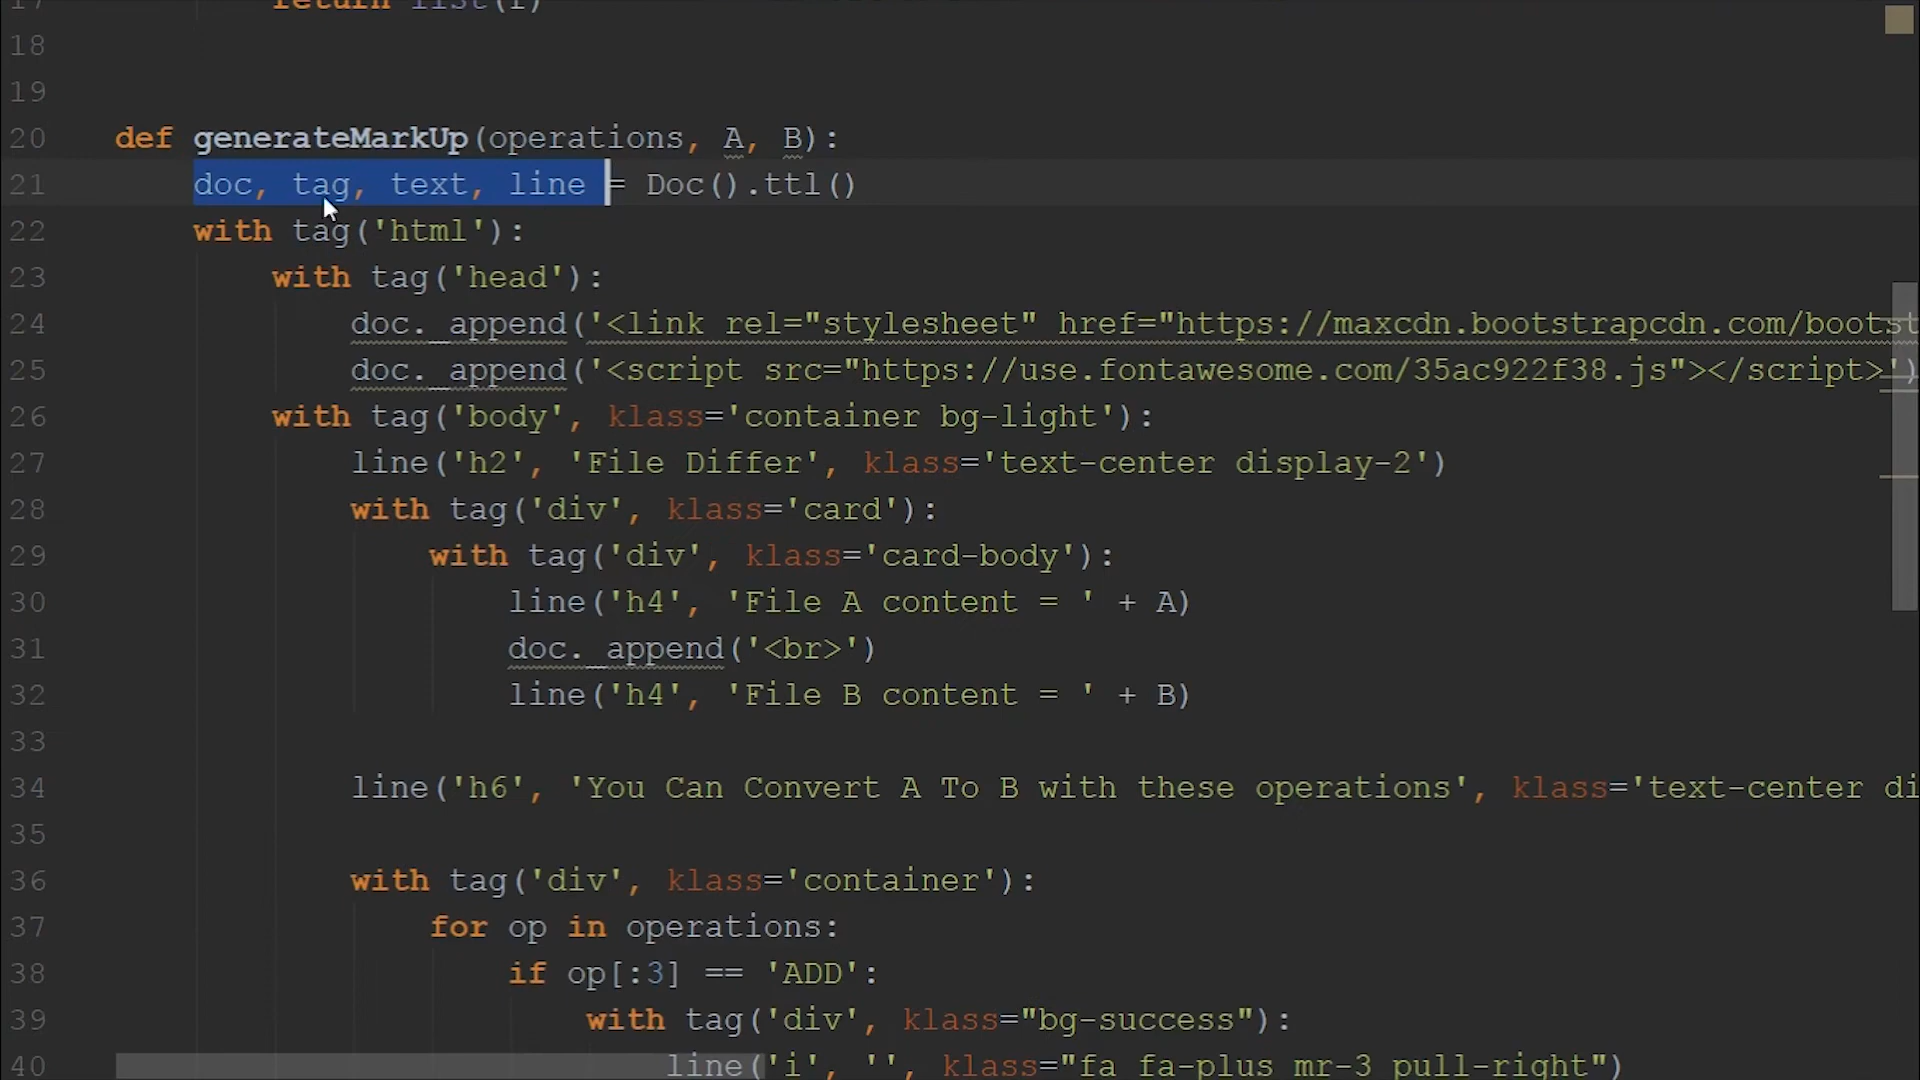 17 return list(r)
18
19
20 def generateMarkUp(operations, A, B):
21 doc, tag, text, line = Doc().ttl()
22 with tag('html'):
23 with tag('head'):
24 doc._append('<link rel="stylesheet" href="https://maxcdn.bootstrapcdn.com/bootst
25 doc._append('<script src="https://use.fontawesome.com/35ac922f38.js"></script>')
26 with tag('body', klass='container bg-light'):
27 line('h2', 'File Differ', klass='text-center display-2')
28 with tag('div', klass='card'):
29 with tag('div', klass='card-body'):
30 line('h4', 'File A content = ' + A)
31 doc._append('<br>')
32 line('h4', 'File B content = ' + B)
33
34 line('h6', 'You Can Convert A To B with these operations', klass='text-center di
35
36 with tag('div', klass='container'):
37 for op in operations:
38 if op[:3] == 'ADD':
39 with tag('div', klass="bg-success"):
40 line('i', '', klass="fa fa-plus mr-3 pull-right")